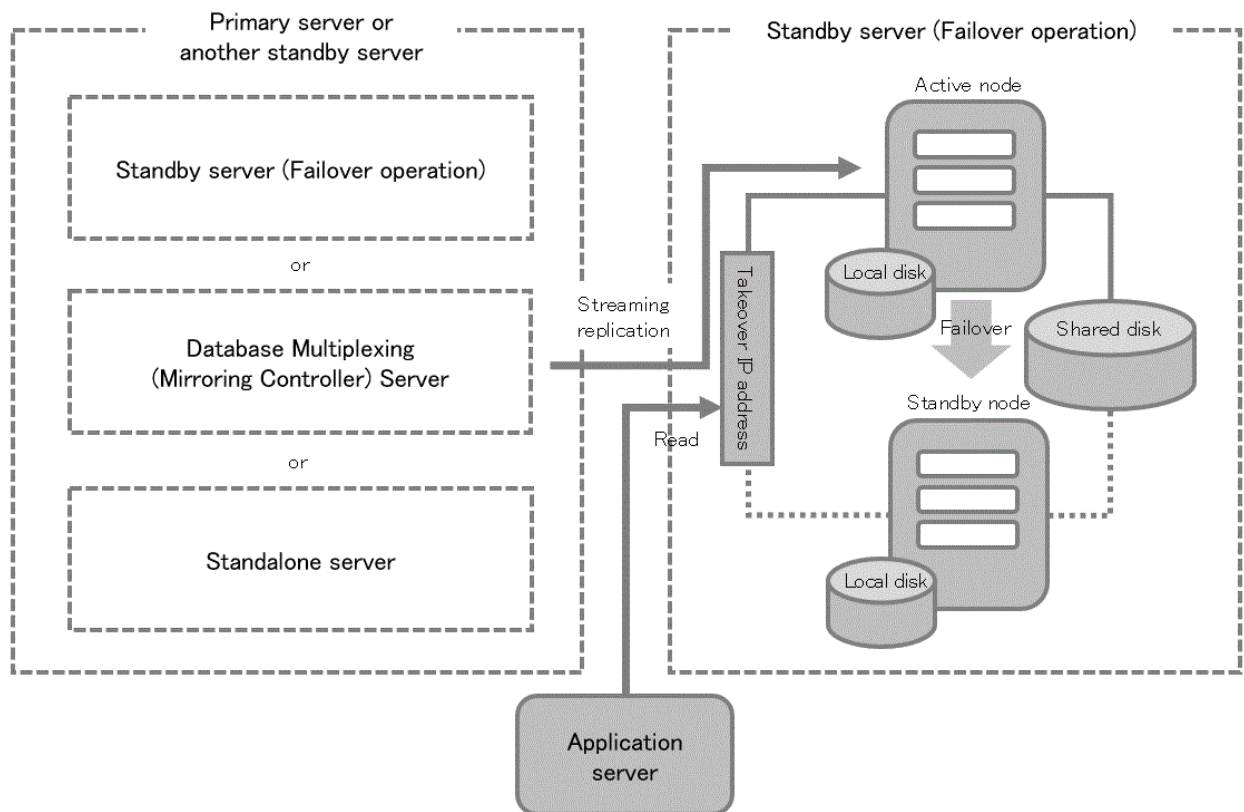 Primary server or
another standby server
Standby server (Failover operation)
or
Database Multiplexing
(Mirroring Controller) Server
or
Standalone server
Streaming
replication
Read
Application
server
Standby server (Failover operation)
Active node
Local disk
Takeover IP address
Failover
Shared disk
Standby node
Local disk